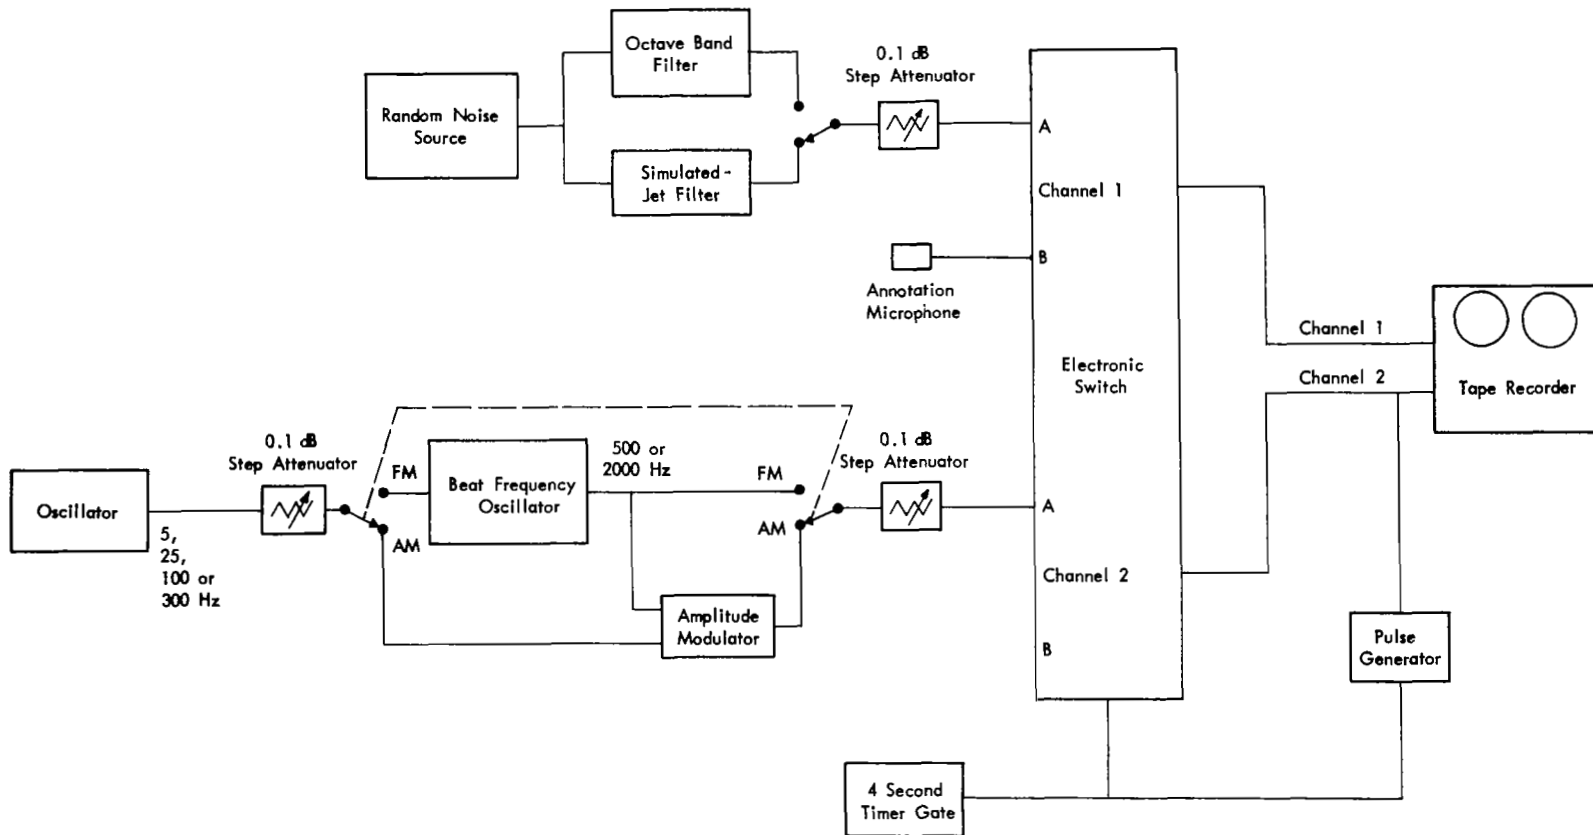 Octave Band
Filter
0.1 dB
Step Attenuator
Random Noise
Source
A
Simulated -
Jet Filter
Channel 1
B
Annotation
Microphone
Channel 1
Electronic
Switch
Channel 2
Tape Recorder
0.1 dB
Step Attenuator
FM
Beat Frequency
Oscillator
500 or
2000 Hz
FM
0.1 dB
Step Attenuator
Oscillator
5,
25,
100 or
300 Hz
AM
AM
A
Channel 2
Amplitude
Modulator
B
Pulse
Generator
4 Second
Timer Gate